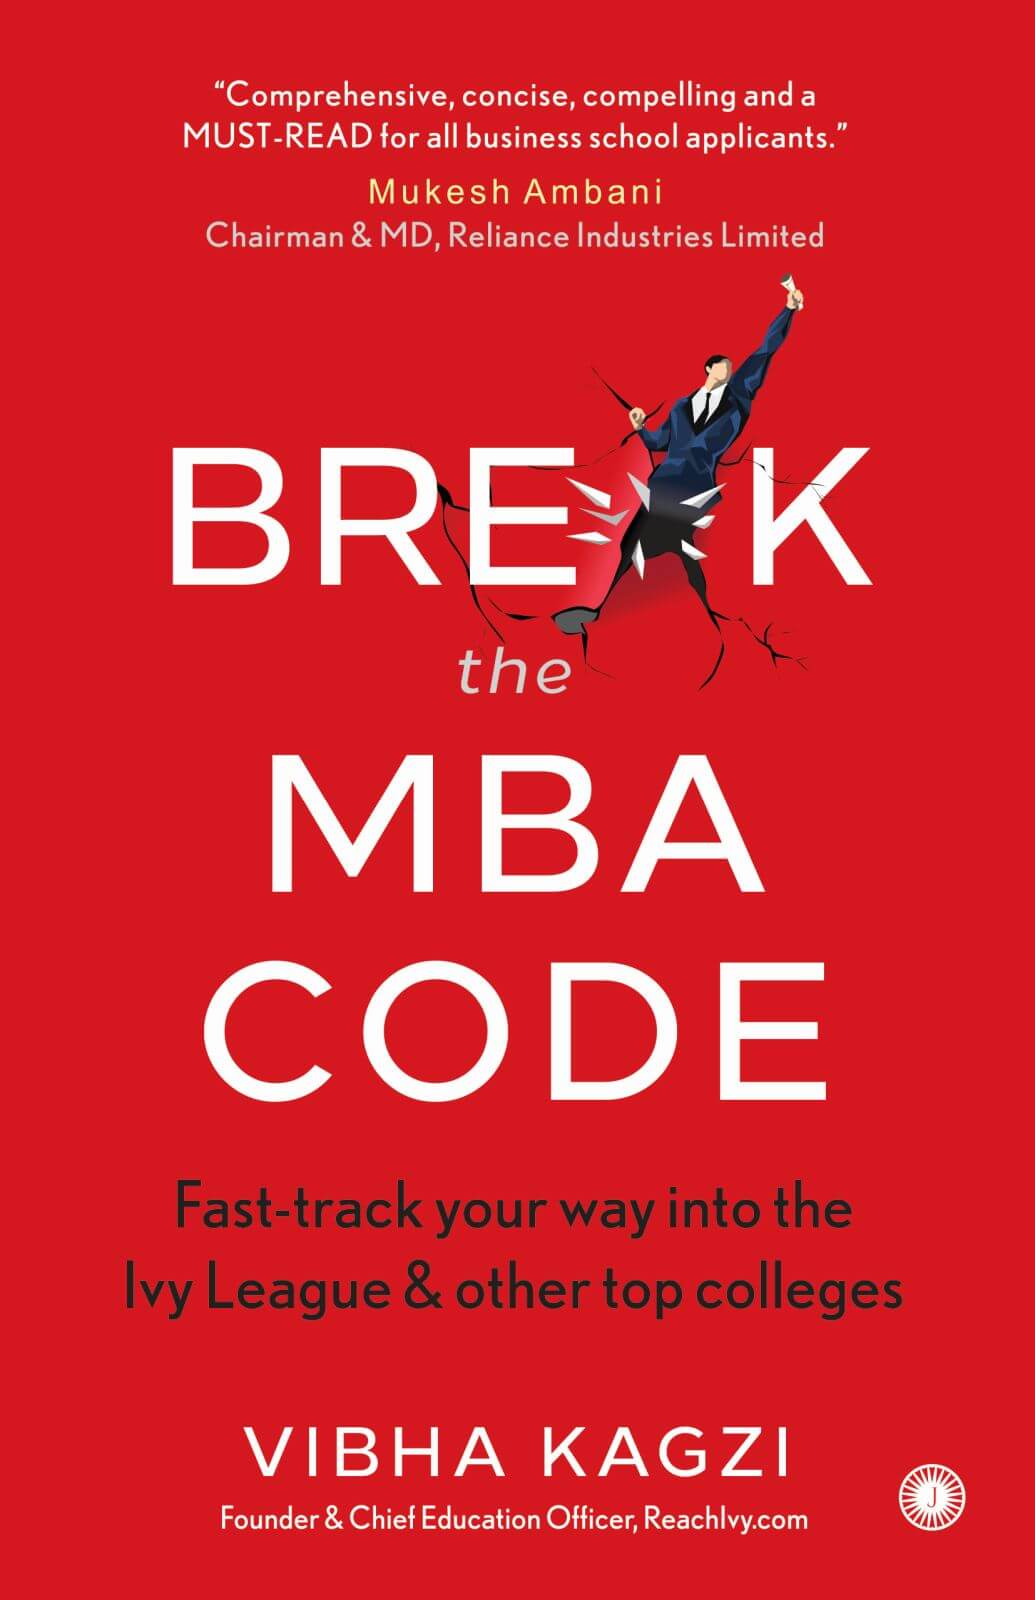 “Comprehensive, concise, compelling and a
MUST-READ for all business school applicants.”
Mukesh Ambani
Chairman & MD, Reliance Industries Limited
BRE K
the
MBA
CODE
Fast-track your way into the
Ivy League & other top colleges
VIBHA KAGZI
Founder & Chief Education Officer, ReachIvy.com
J